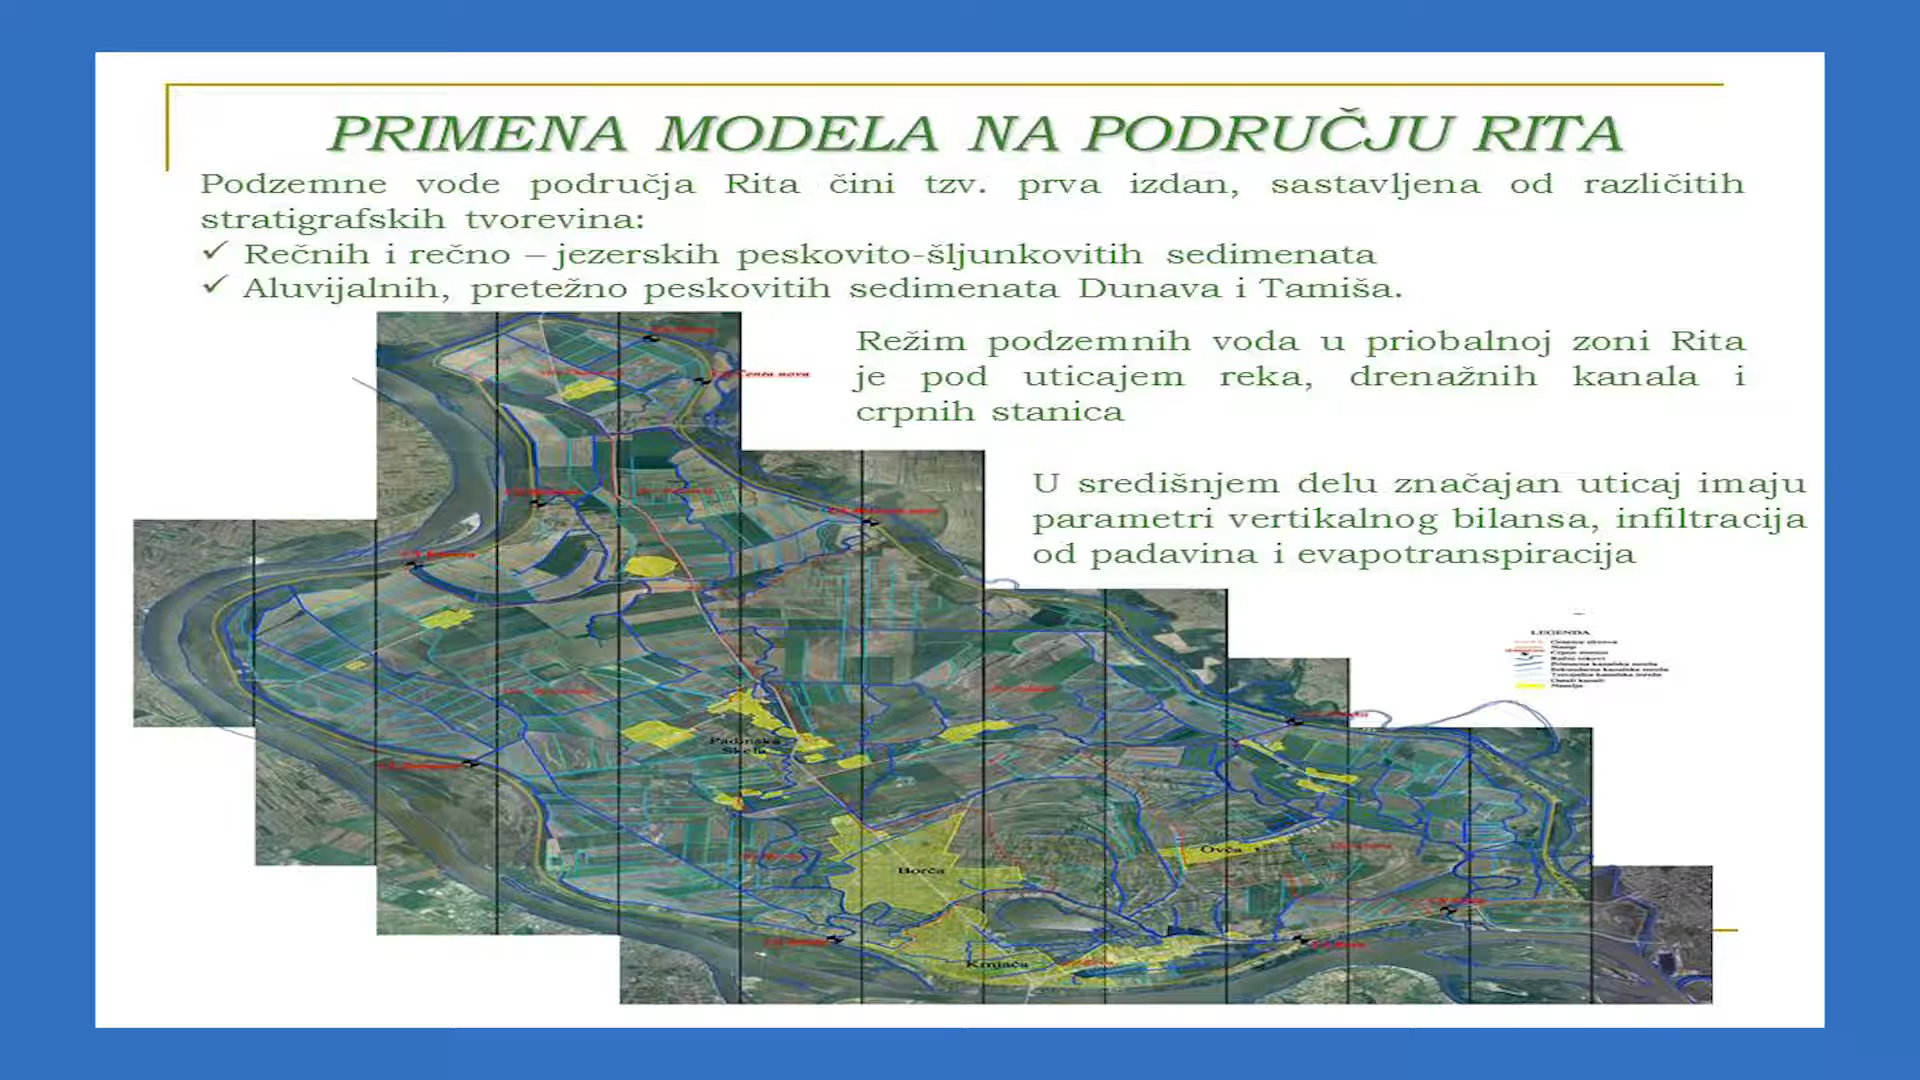 PRIMENA MODELA NA PODRUČJU RITA
Podzemne vode područja Rita čini tzv. prva izdan, sastavljena od različitih
stratigrafskih tvorevina:
✓ Rečnih i rečno – jezerskih peskovito-šljunkovitih sedimenata
✓ Aluvijalnih, pretežno peskovitih sedimenata Dunava i Tamiša.
Režim podzemnih voda u priobalnoj zoni Rita
je pod uticajem reka, drenažnih kanala i
crpnih stanica
Centa nova
U središnjem delu značajan uticaj imaju
parametri vertikalnog bilansa, infiltracija
od padavina i evapotranspiracija
LEGENDA
Padinska
Skela
Ovča
Borča
Krnjača